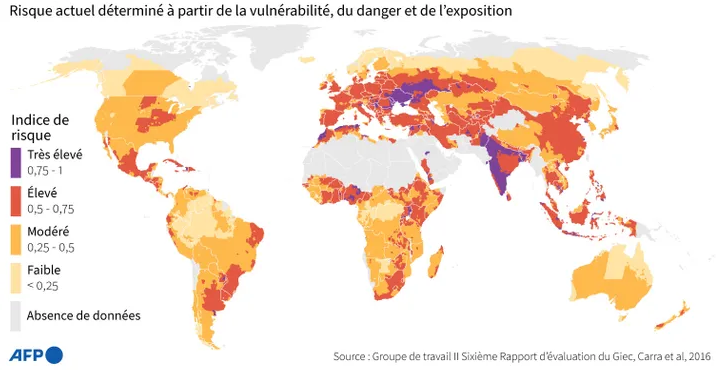 Risque actuel déterminé à partir de la vulnérabilité, du danger et de l'exposition
Indice de
risque
Très élevé
0,75 - 1
Élevé
0,5 - 0,75
Modéré
0,25 - 0,5
Faible
< 0,25
Absence de données
AFP
Source : Groupe de travail II Sixième Rapport d'évaluation du Giec, Carra et al, 2016